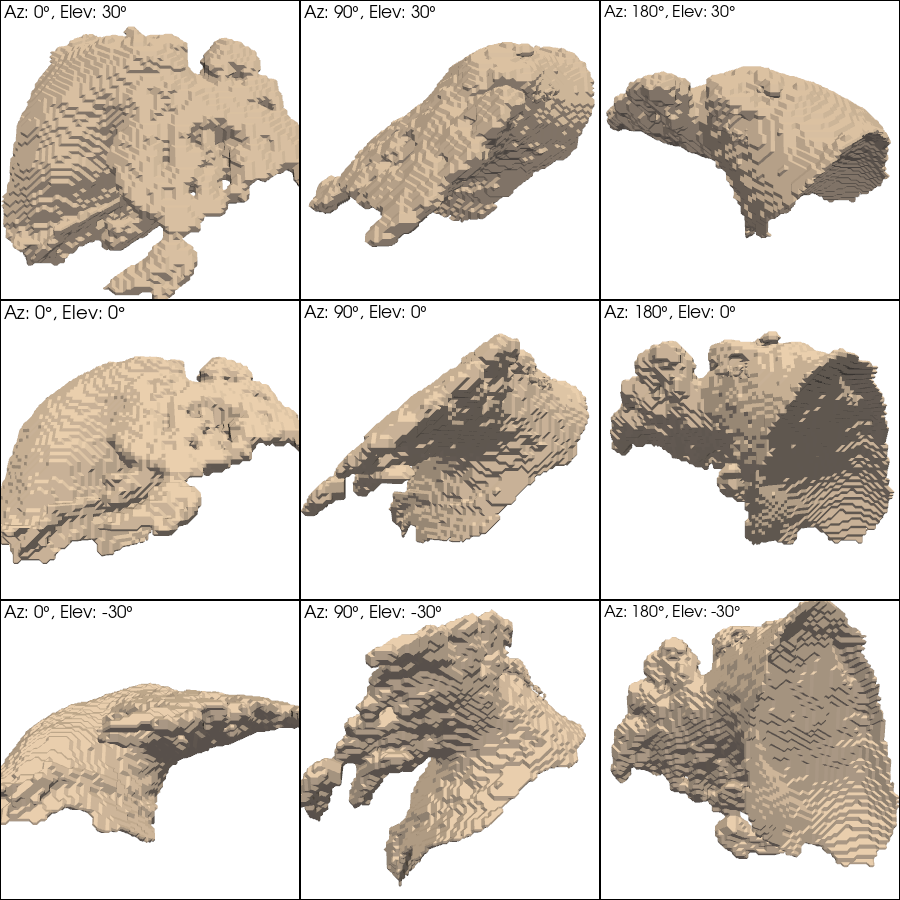 Az: 0°, Elev: 30°
Az: 90°, Elev: 30°
Az: 180°, Elev: 30°
Az: 0°, Elev: 0°
Az: 90°, Elev: 0°
Az: 180°, Elev: 0°
Az: 0°, Elev: -30°
Az: 90°, Elev: -30°
Az: 180°, Elev: -30°